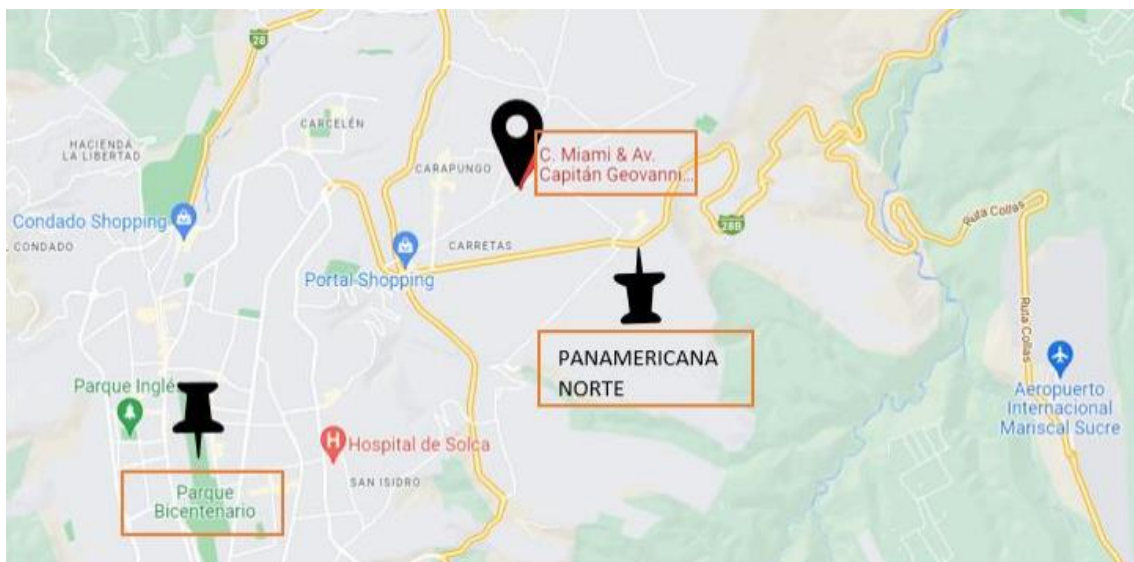 28
CARCELÉN
HACIENDA
LA LIBERTAD
C. Miami & Av.
Capitán Geovanni...
CARAPUNGO
Condado Shopping
Ruta Collas
28B
L CONDADO
CARRETAS
Portal Shopping
Ruta Collas
PANAMERICANA
NORTE
Parque Inglé
Aeropuerto
Internacional
Mariscal Sucre
H
Hospital de Solca
SAN ISIDRO
Parque
Bicentenario